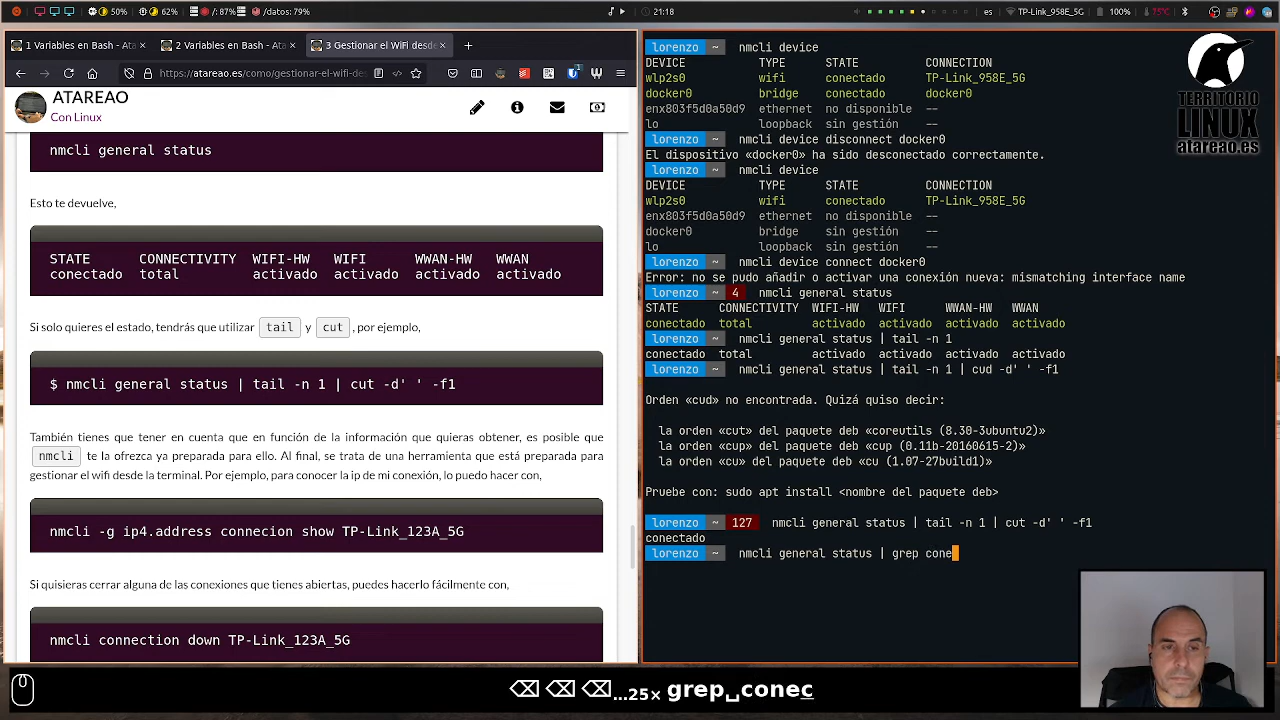 50% 62% /: 87% /datos: 79% 21:18 es TP-Link_958E_5G 100% 75°C
1 Variables en Bash - Ata
2 Variables en Bash - Ata
3 Gestionar el WiFi desd
https://atareao.es/como/gestionar-el-wifi-des
ATAREAO
Con Linux
nmcli general status
Esto te devuelve,
STATE CONNECTIVITY WIFI-HW WIFI WWAN-HW WWAN
conectado total activado activado activado activado
Si solo quieres el estado, tendrás que utilizar tail y cut, por ejemplo,
$ nmcli general status | tail -n 1 | cut -d' ' -f1
También tienes que tener en cuenta que en función de la información que quieras obtener, es posible que
nmcli te la ofrezca ya preparada para ello. Al final, se trata de una herramienta que está preparada para
gestionar el wifi desde la terminal. Por ejemplo, para conocer la ip de mi conexión, lo puedo hacer con,
nmcli -g ip4.address connecion show TP-Link_123A_5G
Si quisieras cerrar alguna de las conexiones que tienes abiertas, puedes hacerlo fácilmente con,
nmcli connection down TP-Link_123A_5G
lorenzo ~ nmcli device
DEVICE TYPE STATE CONNECTION
wlp2s0 wifi conectado TP-Link_958E_5G
docker0 bridge conectado docker0
enx803f5d0a50d9 ethernet no disponible --
lo loopback sin gestión --
lorenzo ~ nmcli device disconnect docker0
El dispositivo «docker0» ha sido desconectado correctamente.
lorenzo ~ nmcli device
DEVICE TYPE STATE CONNECTION
wlp2s0 wifi conectado TP-Link_958E_5G
enx803f5d0a50d9 ethernet no disponible --
docker0 bridge sin gestión --
lo loopback sin gestión --
lorenzo ~ nmcli device connect docker0
Error: no se pudo añadir o activar una conexión nueva: mismatching interface name
lorenzo 4 nmcli general status
STATE CONNECTIVITY WIFI-HW WIFI WWAN-HW WWAN
conectado total activado activado activado activado
lorenzo ~ nmcli general status | tail -n 1
conectado total activado activado activado activado
lorenzo ~ nmcli general status | tail -n 1 | cud -d' ' -f1
Orden «cud» no encontrada. Quizá quiso decir:
la orden «cut» del paquete deb «coreutils (8.30-3ubuntu2)»
la orden «cup» del paquete deb «cup (0.11b-20160615-2)»
la orden «cu» del paquete deb «cu (1.07-27build1)»
Pruebe con: sudo apt install <nombre del paquete deb>
lorenzo 127 nmcli general status | tail -n 1 | cut -d' ' -f1
conectado
lorenzo ~ nmcli general status | grep cone
TERRITORIO
LINUX
atareao.es
⌫ ⌫ ⌫...25× grep␣conec